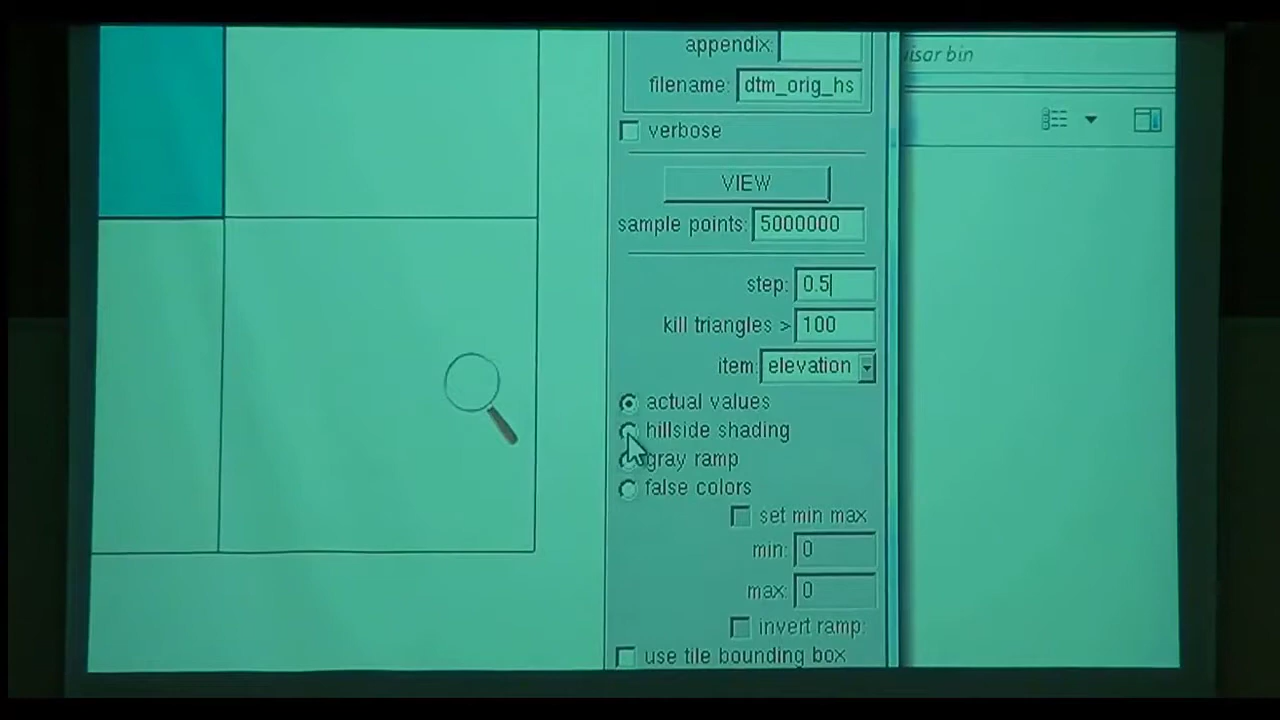 appendix:
filename: dtm_orig_hs
verbose
VIEW
sample points: 5000000
step: 0.5
kill triangles > 100
item: elevation
actual values
hillside shading
gray ramp
false colors
set min max
min: 0
max: 0
invert ramp:
use tile bounding box
bin